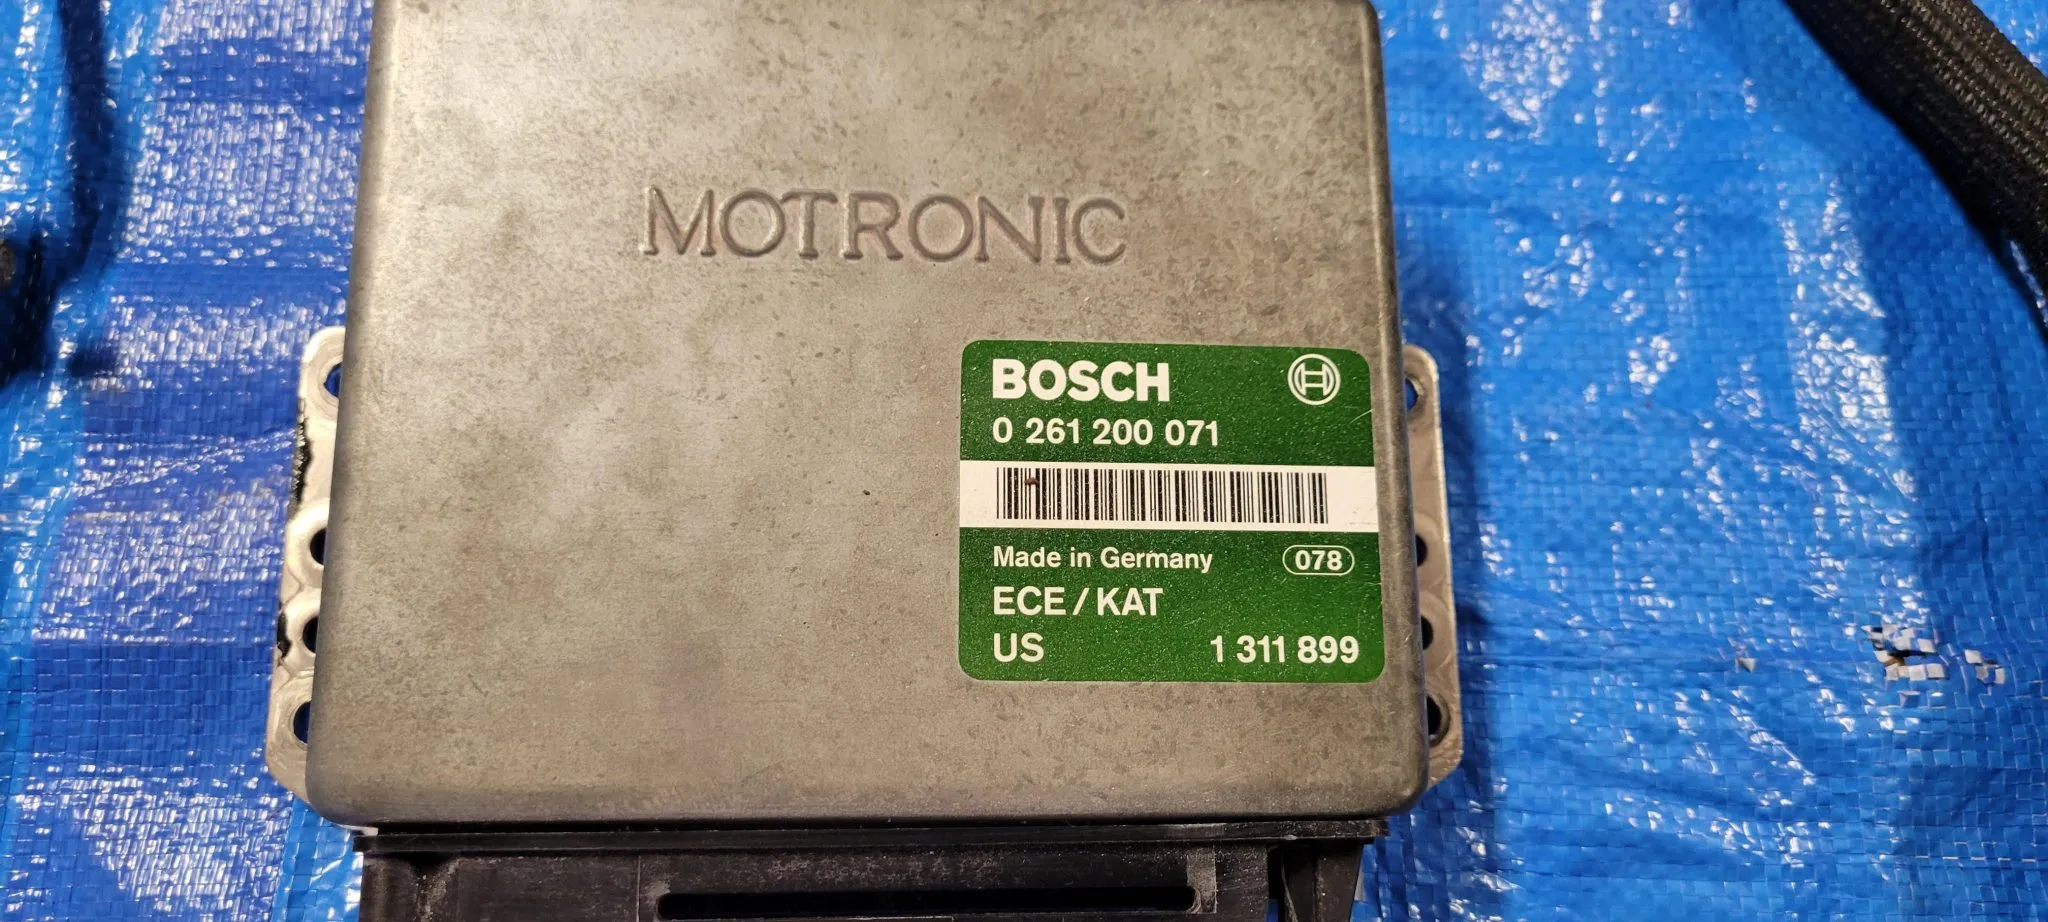 MOTRONIC
BOSCH
0 261 200 071
Made in Germany 078
ECE / KAT
US 1 311 899